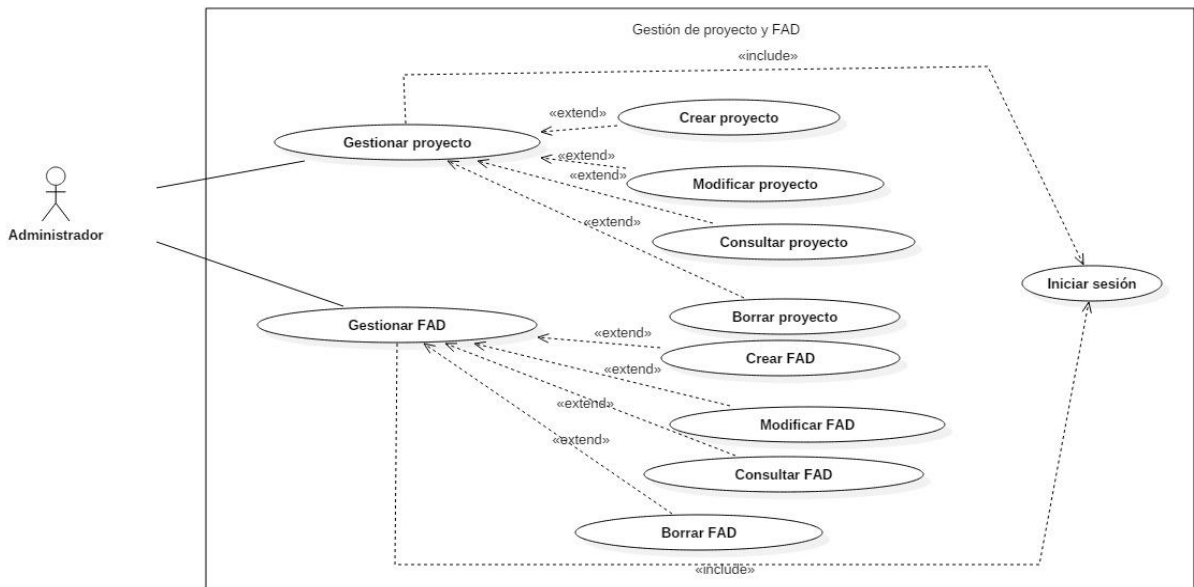 Gestión de proyecto y FAD
«include»
«extend»
Crear proyecto
Gestionar proyecto
«extend»
«extend»
Modificar proyecto
«extend»
Consultar proyecto
Administrador
Iniciar sesión
Borrar proyecto
Gestionar FAD
«extend»
Crear FAD
«extend»
«extend»
Modificar FAD
«extend»
Consultar FAD
Borrar FAD
«include»